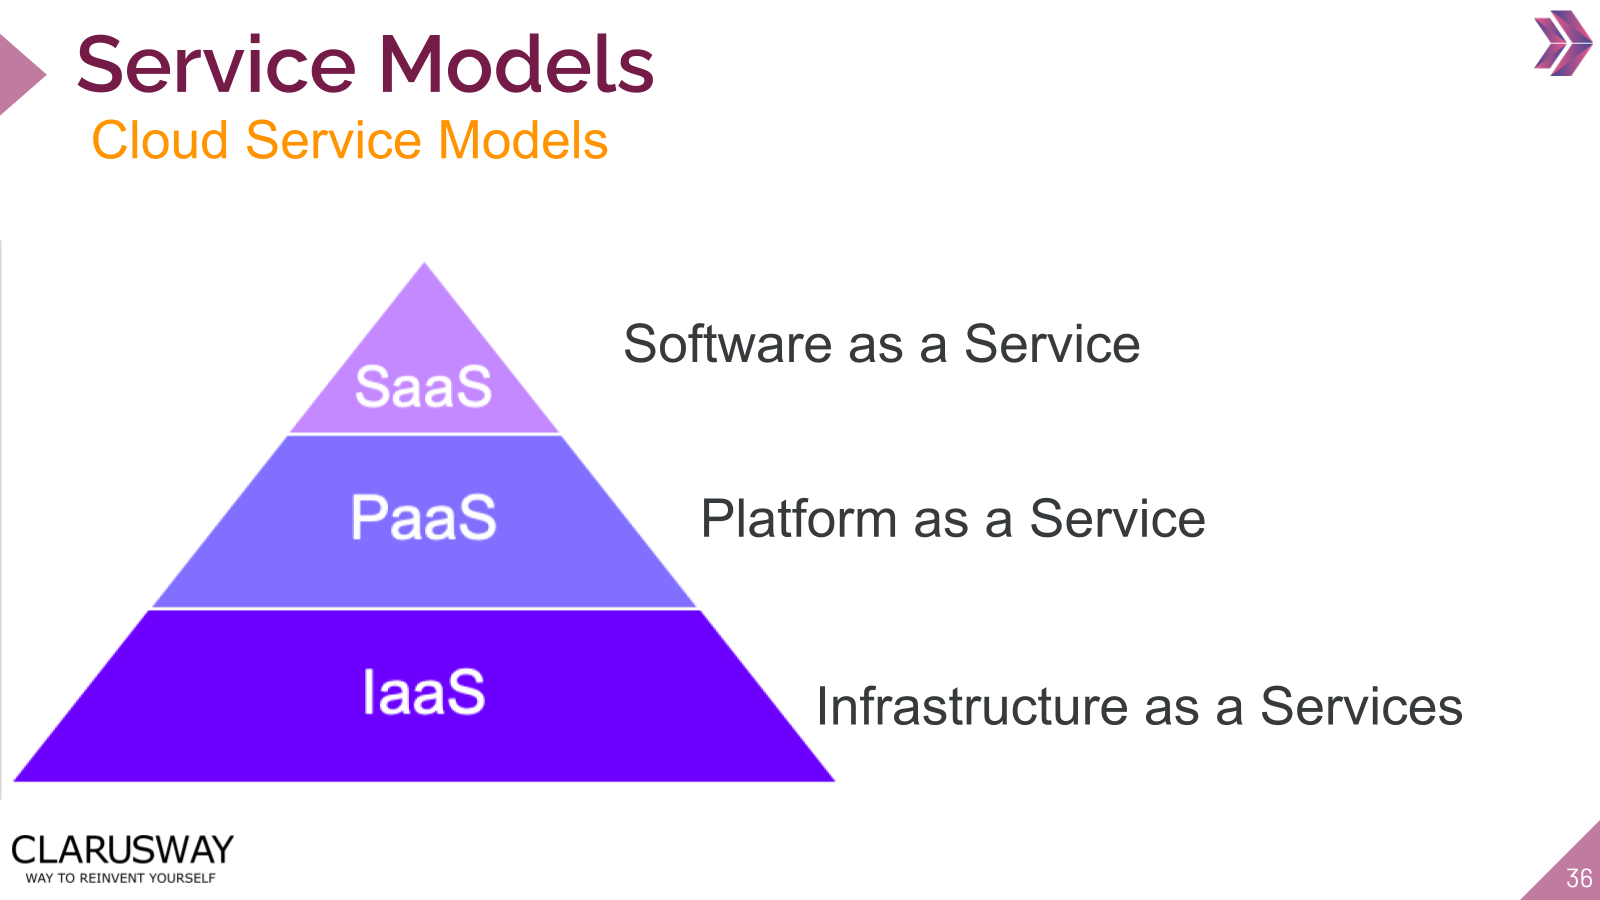 Service Models
Cloud Service Models
SaaS
Software as a Service
PaaS
Platform as a Service
IaaS
Infrastructure as a Services
CLARUSWAY
WAY TO REINVENT YOURSELF
36